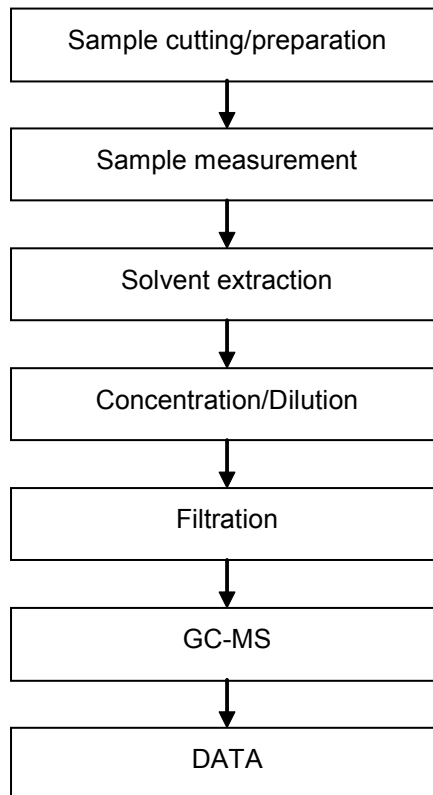 Sample cutting/preparation
Sample measurement
Solvent extraction
Concentration/Dilution
Filtration
GC-MS
DATA